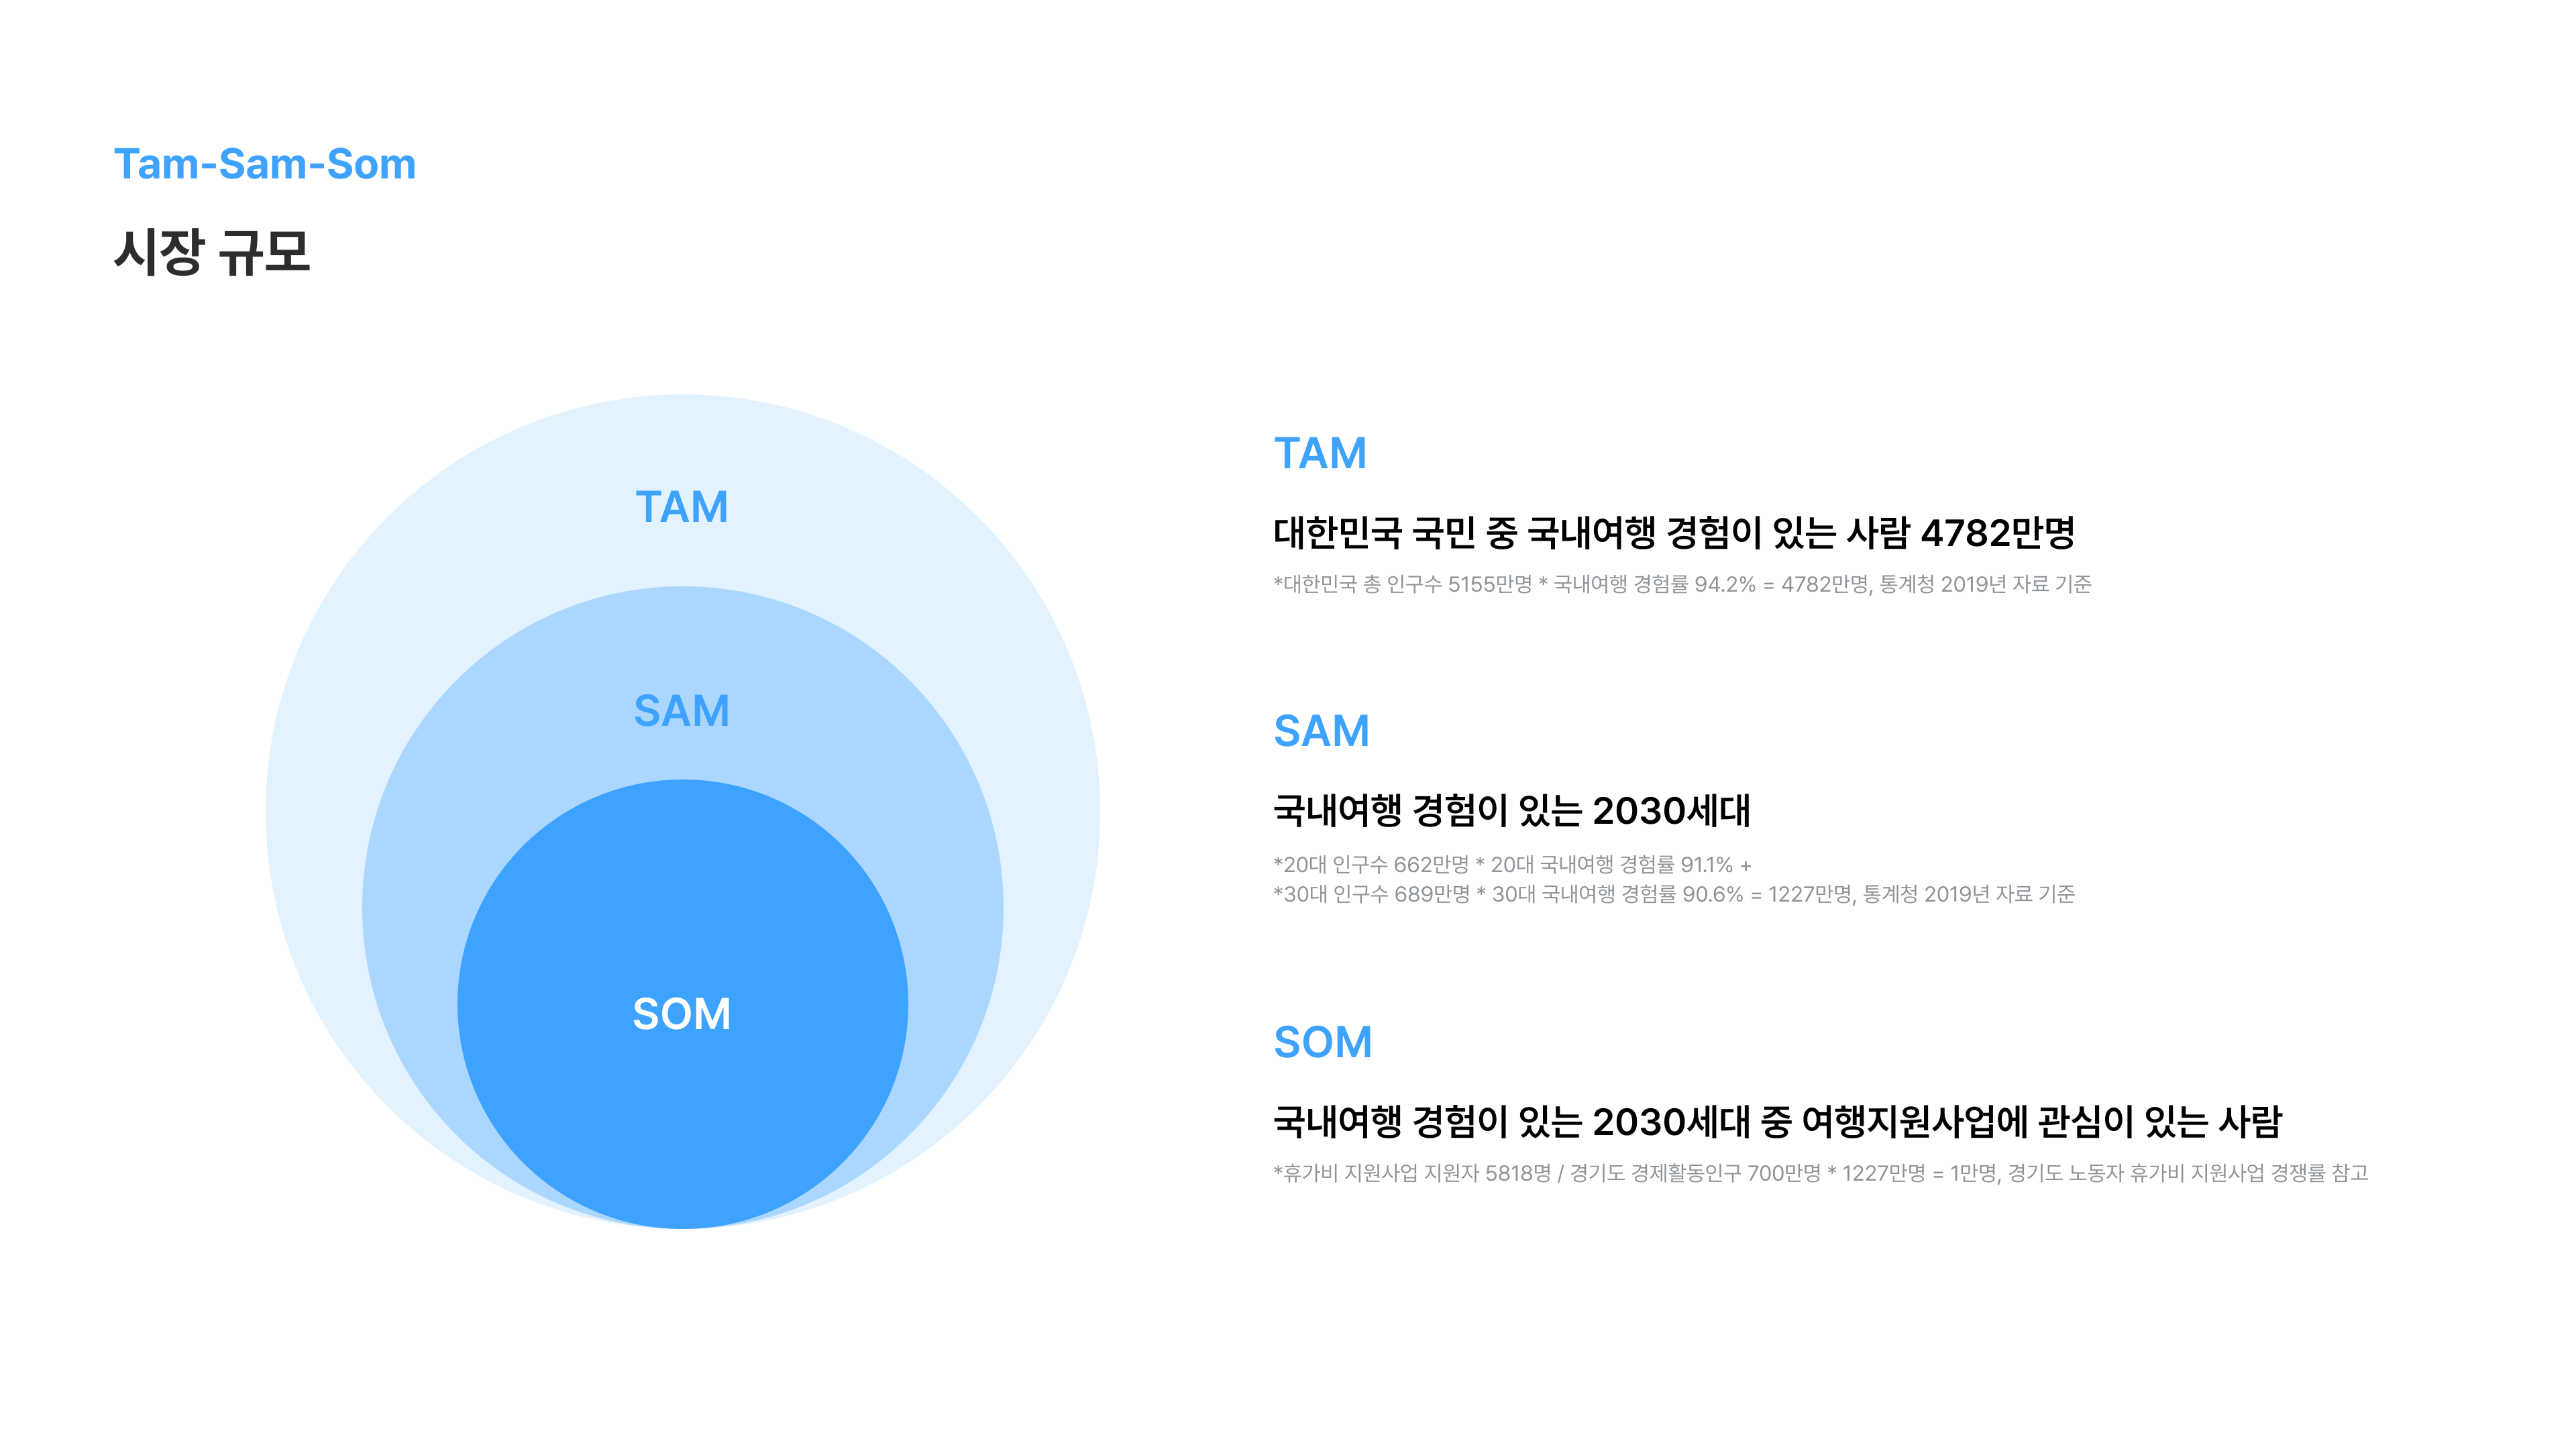 Tam-Sam-Som
시장 규모
TAM
SAM
SOM
TAM
대한민국 국민 중 국내여행 경험이 있는 사람 4782만명
*대한민국 총 인구수 5155만명 * 국내여행 경험률 94.2% = 4782만명, 통계청 2019년 자료 기준
SAM
국내여행 경험이 있는 2030세대
*20대 인구수 662만명 * 20대 국내여행 경험률 91.1% +
*30대 인구수 689만명 * 30대 국내여행 경험률 90.6% = 1227만명, 통계청 2019년 자료 기준
SOM
국내여행 경험이 있는 2030세대 중 여행지원사업에 관심이 있는 사람
*휴가비 지원사업 지원자 5818명 / 경기도 경제활동인구 700만명 * 1227만명 = 1만명, 경기도 노동자 휴가비 지원사업 경쟁률 참고